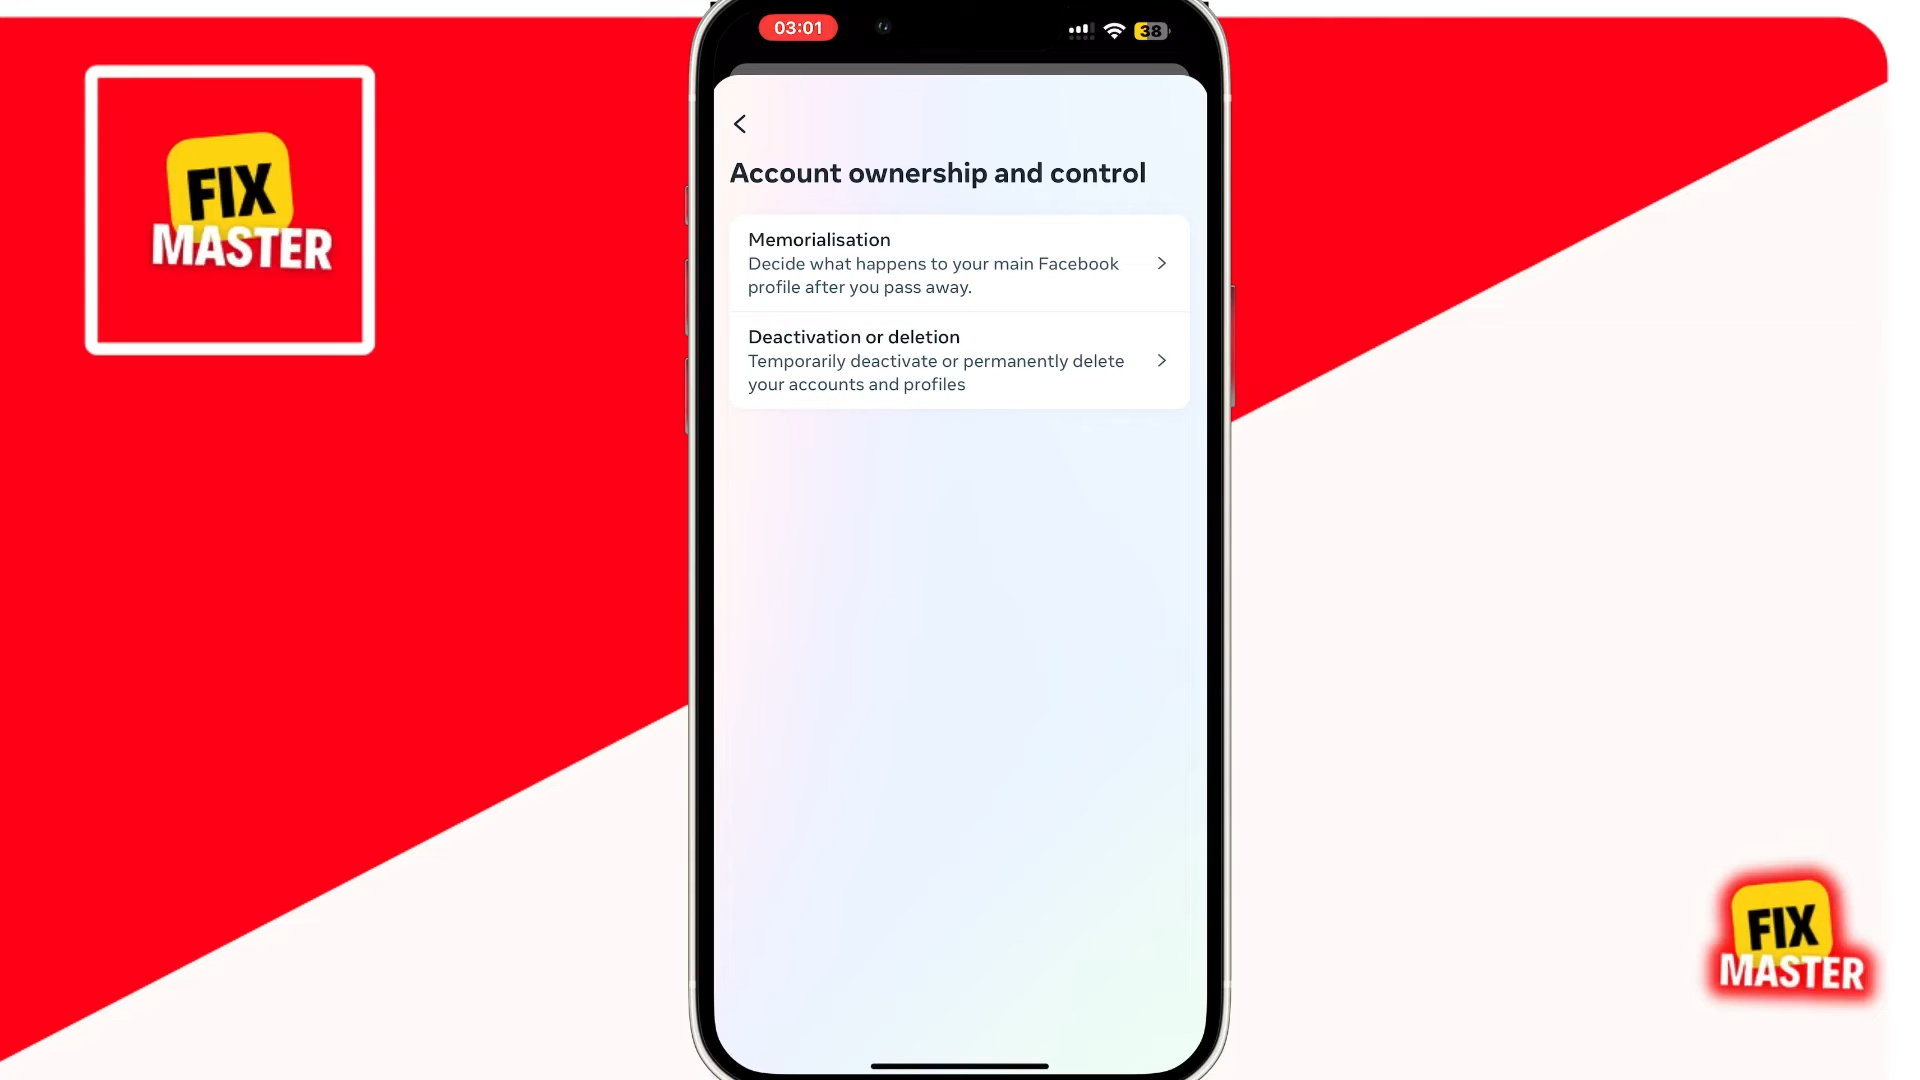 FIX
MASTER
03:01
38
Account ownership and control
Memorialisation
Decide what happens to your main Facebook
profile after you pass away.
Deactivation or deletion
Temporarily deactivate or permanently delete
your accounts and profiles
FIX
MASTER